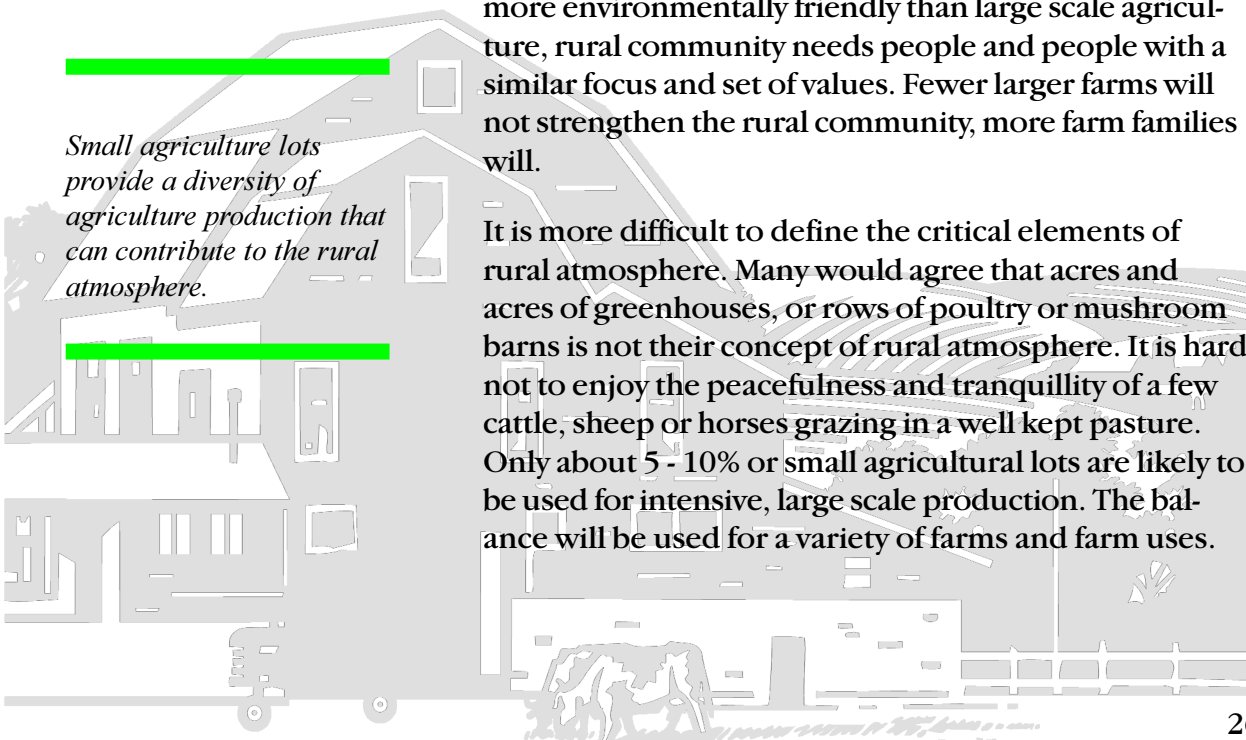 more environmentally friendly than large scale agricul-
ture, rural community needs people and people with a
similar focus and set of values. Fewer larger farms will
not strengthen the rural community, more farm families
will.
Small agriculture lots
provide a diversity of
agriculture production that
can contribute to the rural
atmosphere.
It is more difficult to define the critical elements of
rural atmosphere. Many would agree that acres and
acres of greenhouses, or rows of poultry or mushroom
barns is not their concept of rural atmosphere. It is hard
not to enjoy the peacefulness and tranquillity of a few
cattle, sheep or horses grazing in a well kept pasture.
Only about 5 - 10% or small agricultural lots are likely to
be used for intensive, large scale production. The bal-
ance will be used for a variety of farms and farm uses.